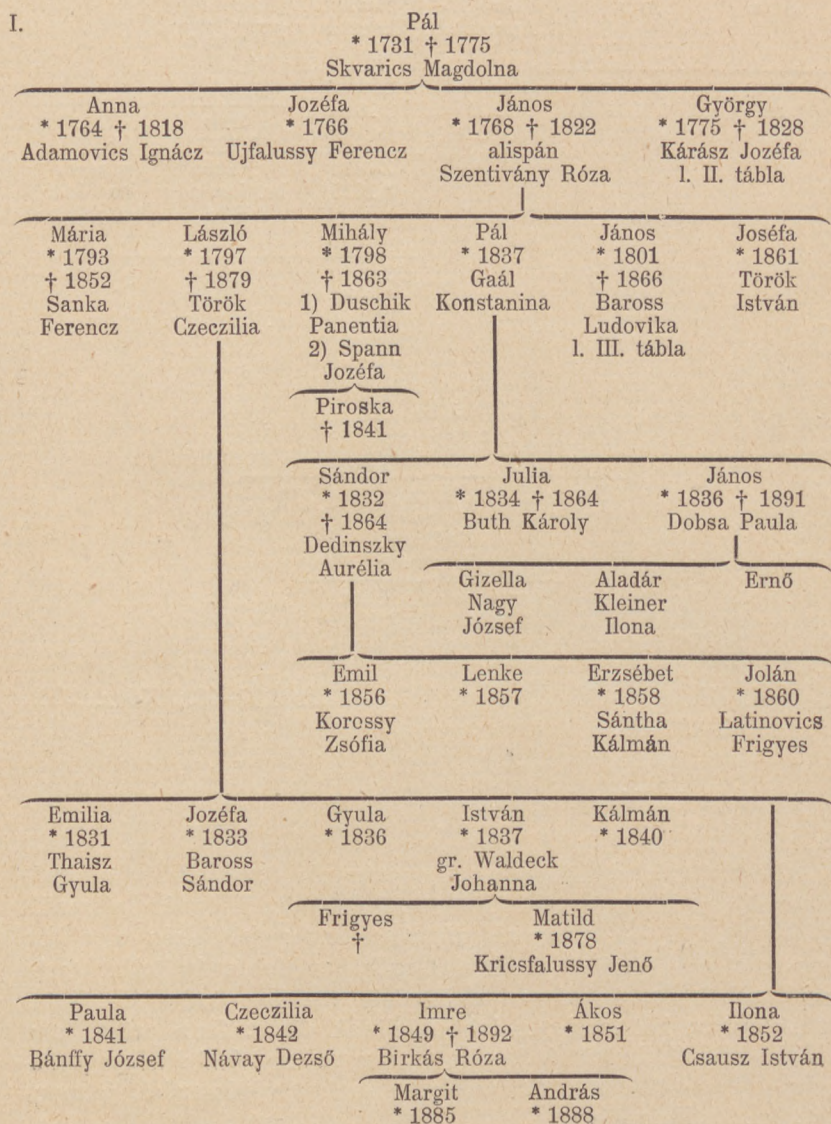 I.
Pál
* 1731 † 1775
Skvarics Magdolna
Anna
* 1764 † 1818
Adamovics Ignácz
Jozéfa
* 1766
Ujfalussy Ferencz
János
* 1768 † 1822
alispán
Szentivány Róza
György
* 1775 † 1828
Kárász Jozéfa
l. II. tábla
Mária
* 1793
† 1852
Sanka
Ferencz
László
* 1797
† 1879
Török
Czeczilia
Mihály
* 1798
† 1863
1) Duschik
Panentia
2) Spann
Jozéfa
Piroska
† 1841
Pál
* 1837
Gaál
Konstanina
János
* 1801
† 1866
Baross
Ludovika
l. III. tábla
Joséfa
* 1861
Török
István
Sándor
* 1832
† 1864
Dedinszky
Aurélia
Julia
* 1834 † 1864
Buth Károly
János
* 1836 † 1891
Dobsa Paula
Gizella
Nagy
József
Aladár
Kleiner
Ilona
Ernő
Emil
* 1856
Korossy
Zsófia
Lenke
* 1857
Erzsébet
* 1858
Sántha
Kálmán
Jolán
* 1860
Latinovics
Frigyes
Emilia
* 1831
Thaisz
Gyula
Jozéfa
* 1833
Baross
Sándor
Gyula
* 1836
István
* 1837
gr. Waldeck
Johanna
Kálmán
* 1840
Frigyes
†
Matild
* 1878
Kricsfalussy Jenő
Paula
* 1841
Bánffy József
Czeczilia
* 1842
Návay Dezső
Imre
* 1849 † 1892
Birkás Róza
Ákos
* 1851
Ilona
* 1852
Csausz István
Margit
* 1885
András
* 1888